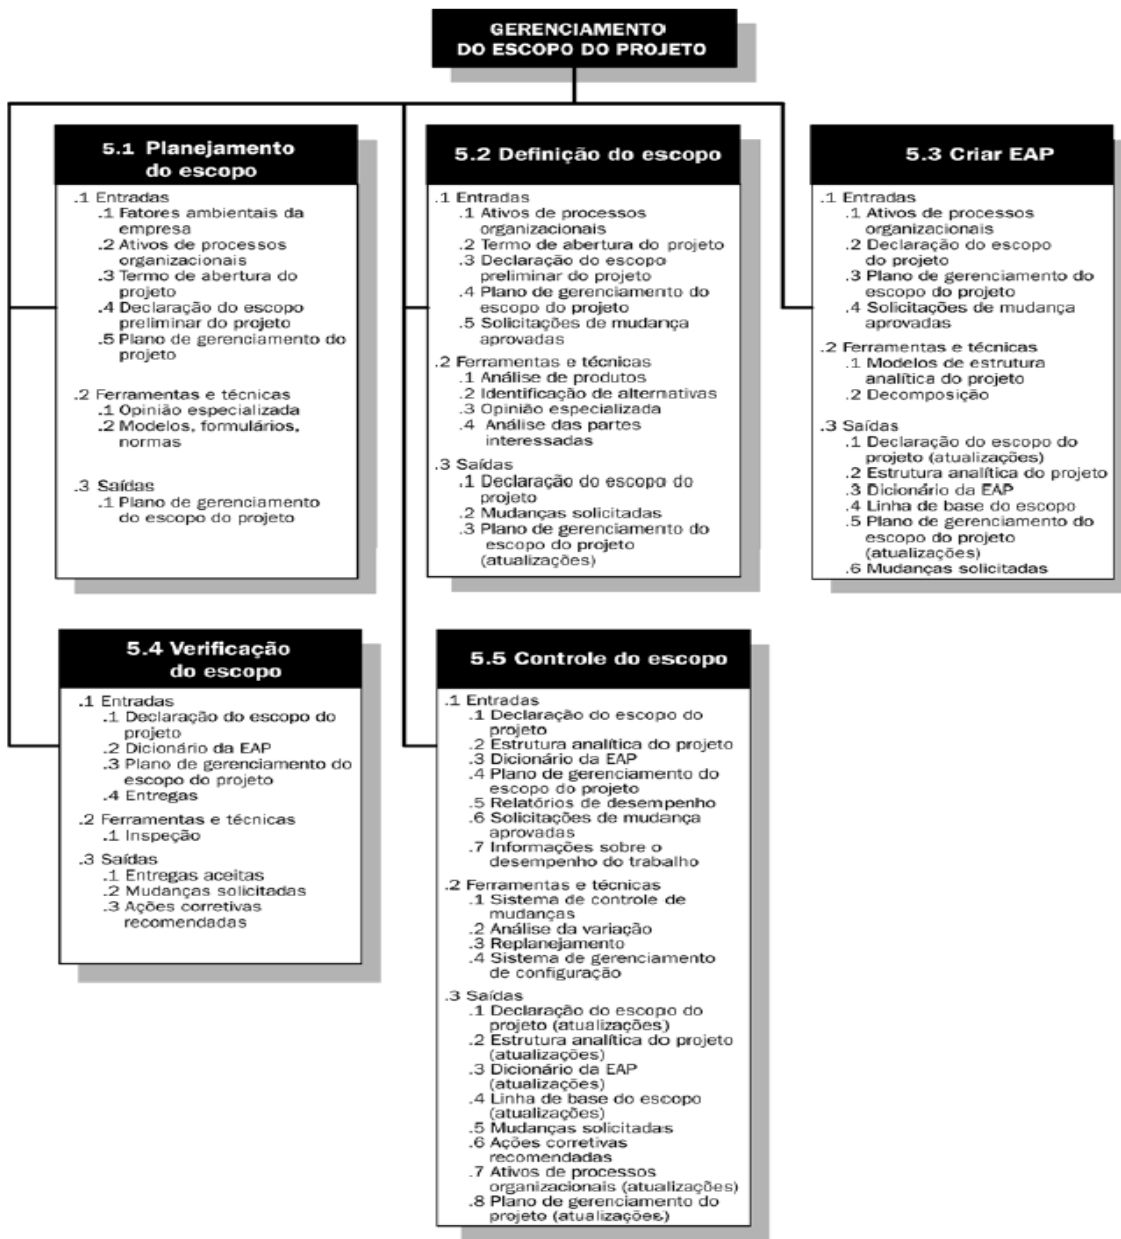 GERENCIAMENTO
DO ESCOPO DO PROJETO
5.1 Planejamento
do escopo
.1 Entradas
.1 Fatores ambientais da
empresa
.2 Ativos de processos
organizacionais
.3 Termo de abertura do
projeto
.4 Declaração do escopo
preliminar do projeto
.5 Plano de gerenciamento do
projeto
.2 Ferramentas e técnicas
.1 Opinião especializada
.2 Modelos, formulários,
normas
.3 Saídas
.1 Plano de gerenciamento
do escopo do projeto
5.2 Definição do escopo
.1 Entradas
.1 Ativos de processos
organizacionais
.2 Termo de abertura do projeto
.3 Declaração do escopo
preliminar do projeto
.4 Plano de gerenciamento do
escopo do projeto
.5 Solicitações de mudança
aprovadas
.2 Ferramentas e técnicas
.1 Análise de produtos
.2 Identificação de alternativas
.3 Opinião especializada
.4 Análise das partes
interessadas
.3 Saídas
.1 Declaração do escopo do
projeto
.2 Mudanças solicitadas
.3 Plano de gerenciamento do
escopo do projeto
(atualizações)
5.3 Criar EAP
.1 Entradas
.1 Ativos de processos
organizacionais
.2 Declaração do escopo
do projeto
.3 Plano de gerenciamento do
escopo do projeto
.4 Solicitações de mudança
aprovadas
.2 Ferramentas e técnicas
.1 Modelos de estrutura
analítica do projeto
.2 Decomposição
.3 Saídas
.1 Declaração do escopo do
projeto (atualizações)
.2 Estrutura analítica do projeto
.3 Dicionário da EAP
.4 Linha de base do escopo
.5 Plano de gerenciamento do
escopo do projeto
(atualizações)
.6 Mudanças solicitadas
5.4 Verificação
do escopo
.1 Entradas
.1 Declaração do escopo do
projeto
.2 Dicionário da EAP
.3 Plano de gerenciamento do
escopo do projeto
.4 Entregas
.2 Ferramentas e técnicas
.1 Inspeção
.3 Saídas
.1 Entregas aceitas
.2 Mudanças solicitadas
.3 Ações corretivas
recomendadas
5.5 Controle do escopo
.1 Entradas
.1 Declaração do escopo do
projeto
.2 Estrutura analítica do projeto
.3 Dicionário da EAP
.4 Plano de gerenciamento do
escopo do projeto
.5 Relatórios de desempenho
.6 Solicitações de mudança
aprovadas
.7 Informações sobre o
desempenho do trabalho
.2 Ferramentas e técnicas
.1 Sistema de controle de
mudanças
.2 Análise da variação
.3 Replanejamento
.4 Sistema de gerenciamento
de configuração
.3 Saídas
.1 Declaração do escopo do
projeto (atualizações)
.2 Estrutura analítica do projeto
(atualizações)
.3 Dicionário da EAP
(atualizações)
.4 Linha de base do escopo
(atualizações)
.5 Mudanças solicitadas
.6 Ações corretivas
recomendadas
.7 Ativos de processos
organizacionais (atualizações)
.8 Plano de gerenciamento do
projeto (atualizações)